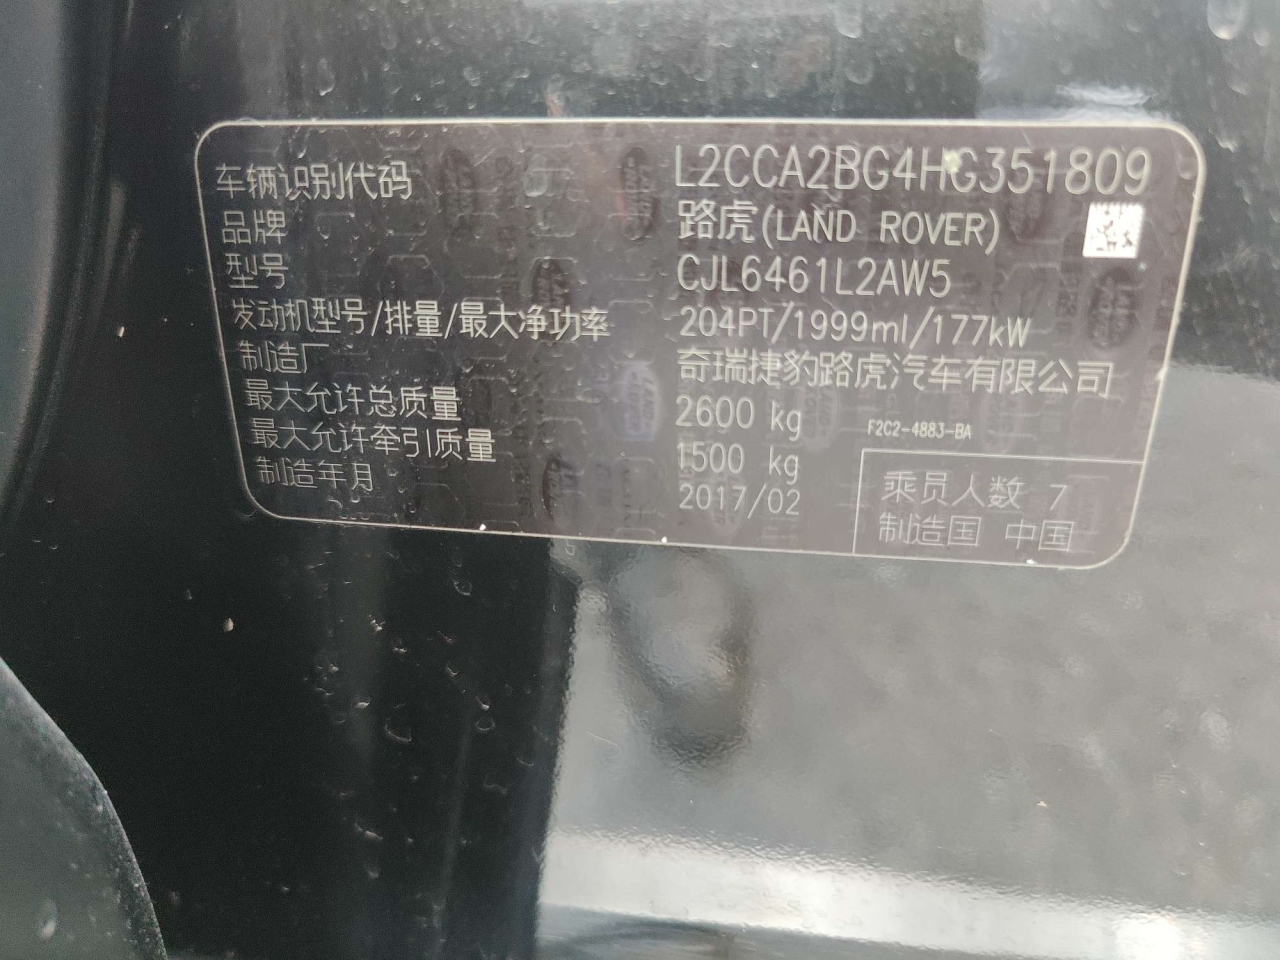 车辆识别代码 L2CCA2BG4HG351809
品牌 路虎(LAND ROVER)
型号 CJL6461L2AW5
发动机型号/排量/最大净功率 204PT/1999ml/177kW
制造厂 奇瑞捷豹路虎汽车有限公司
最大允许总质量 2600 kg
F2C2-4883-BA
最大允许牵引质量 1500 kg
制造年月 2017/02
乘员人数 7
制造国 中国